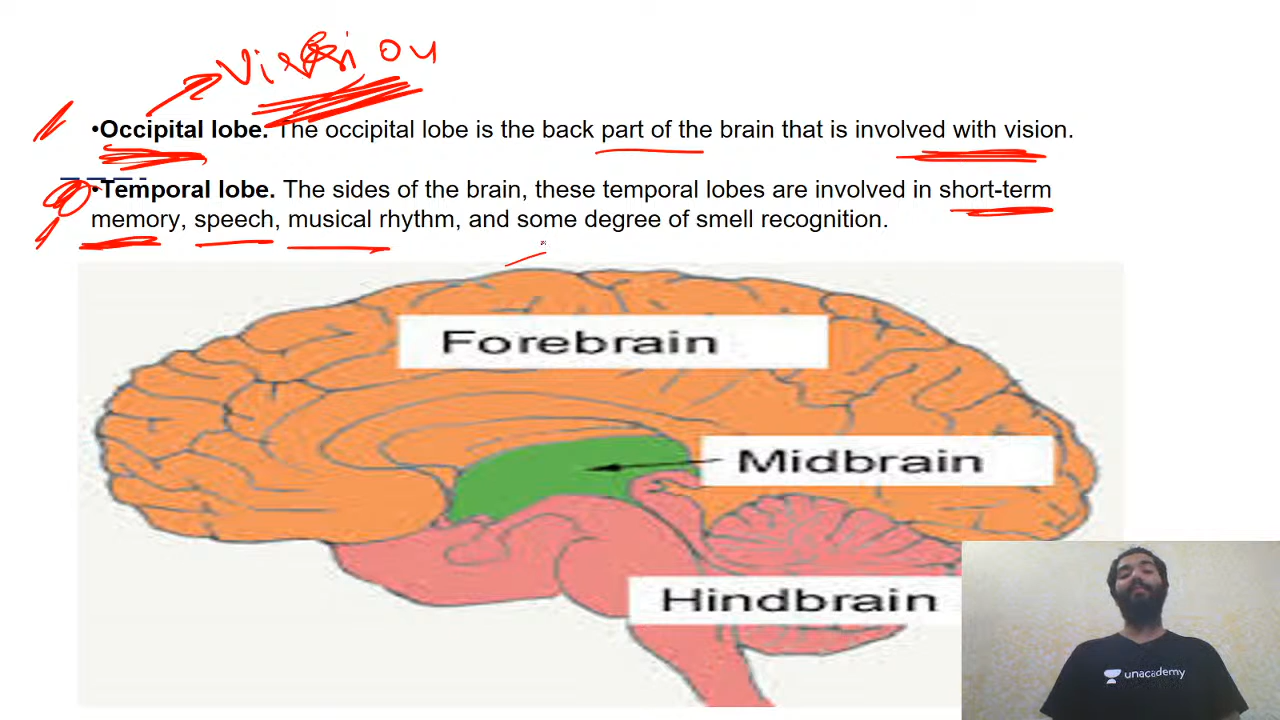 Vision
•Occipital lobe. The occipital lobe is the back part of the brain that is involved with vision.
•Temporal lobe. The sides of the brain, these temporal lobes are involved in short-term
memory, speech, musical rhythm, and some degree of smell recognition.
Forebrain
Midbrain
Hindbrain
unacademy